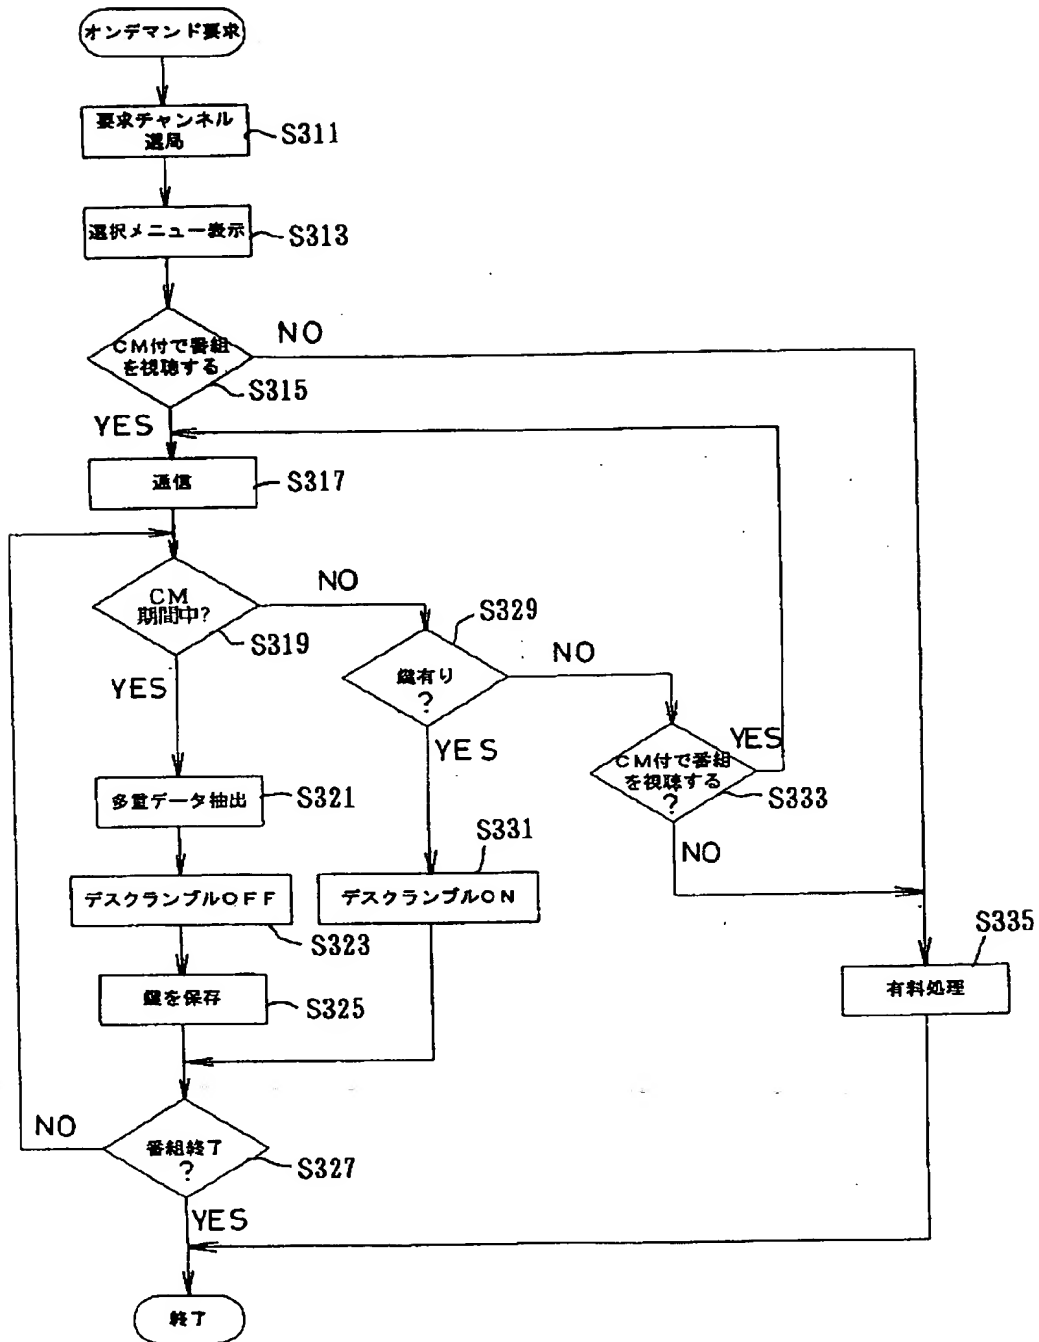 オンデマンド要求
要求チャンネル
選局
S311
選択メニュー表示
S313
CM付で番組
を視聴する
S315
NO
YES
通信
S317
CM
期間中?
S319
NO
YES
鍵有り
?
S329
NO
YES
CM付で番組
を視聴する
?
S333
YES
NO
多重データ抽出
S321
デスクランブルOFF
S323
デスクランブルON
S331
鍵を保存
S325
有料処理
S335
番組終了
?
S327
NO
YES
終了